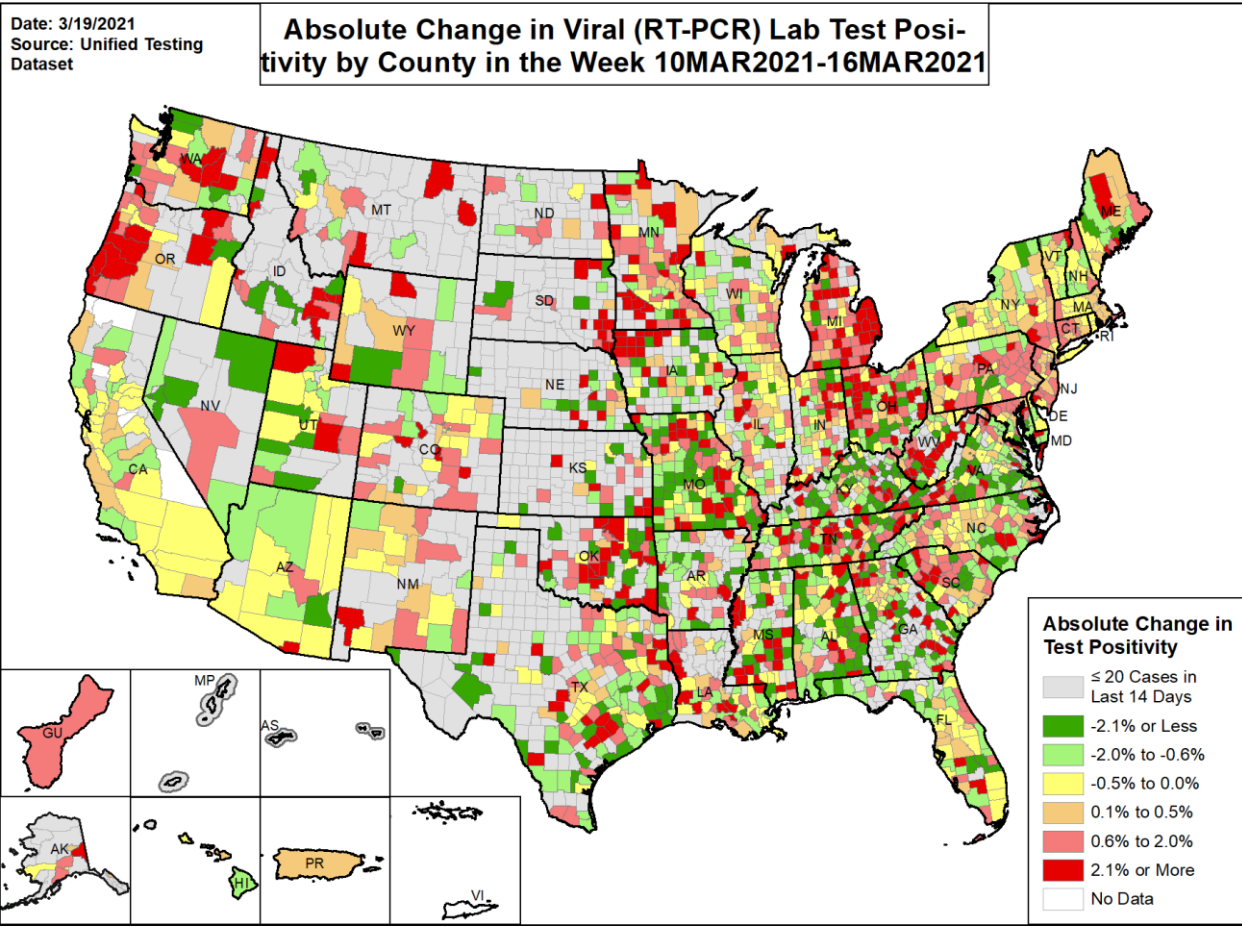 Date: 3/19/2021
Source: Unified Testing
Dataset
Absolute Change in Viral (RT-PCR) Lab Test Posi-
tivity by County in the Week 10MAR2021-16MAR2021
WA
MT
ND
MN
ME
OR
ID
SD
WI
MI
VT
NH
NY
MA
CT
RI
WY
NE
IA
PA
NJ
NV
UT
CO
KS
MO
IL
IN
OH
WV
VA
DE
MD
CA
KY
AZ
NM
OK
AR
TN
NC
SC
TX
LA
MS
AL
GA
FL
GU
MP
AS
AK
HI
PR
VI
Absolute Change in
Test Positivity
≤ 20 Cases in
Last 14 Days
-2.1% or Less
-2.0% to -0.6%
-0.5% to 0.0%
0.1% to 0.5%
0.6% to 2.0%
2.1% or More
No Data